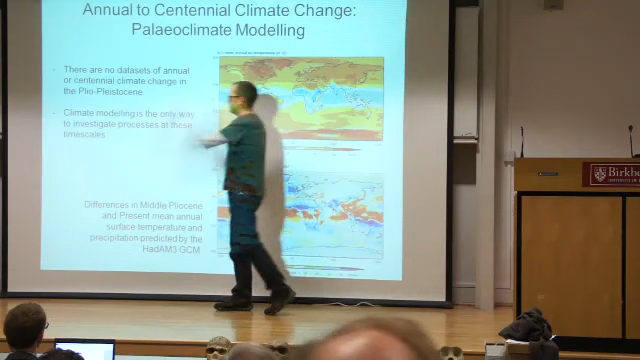 Annual to Centennial Climate Change:
Palaeoclimate Modelling
There are no datasets of annual
or centennial climate change in
the Plio-Pleistocene.
Climate modelling is the only way
to investigate processes at these
timescales.
Differences in Middle Pliocene
and Present mean annual
surface temperature and
precipitation predicted by the
HadAM3 GCM
Birkb